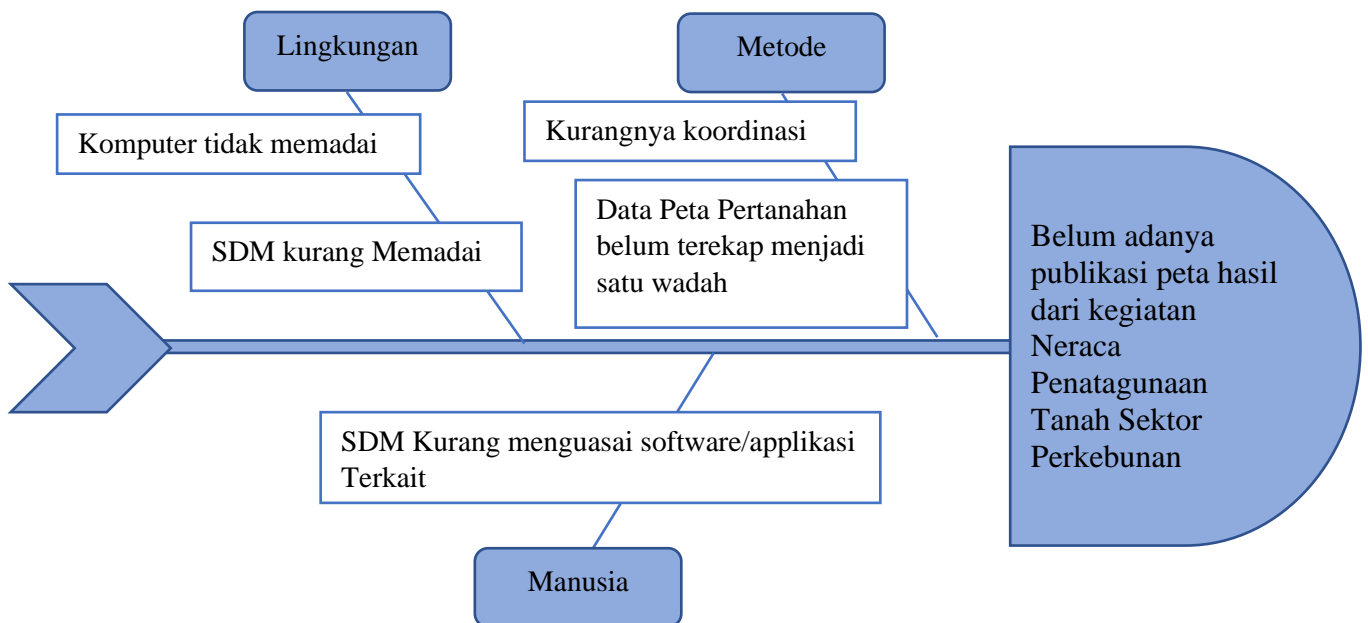 Lingkungan
Metode
Komputer tidak memadai
Kurangnya koordinasi
SDM kurang Memadai
Data Peta Pertanahan
belum terekap menjadi
satu wadah
Belum adanya
publikasi peta hasil
dari kegiatan
Neraca
Penatagunaan
Tanah Sektor
Perkebunan
SDM Kurang menguasai software/applikasi
Terkait
Manusia